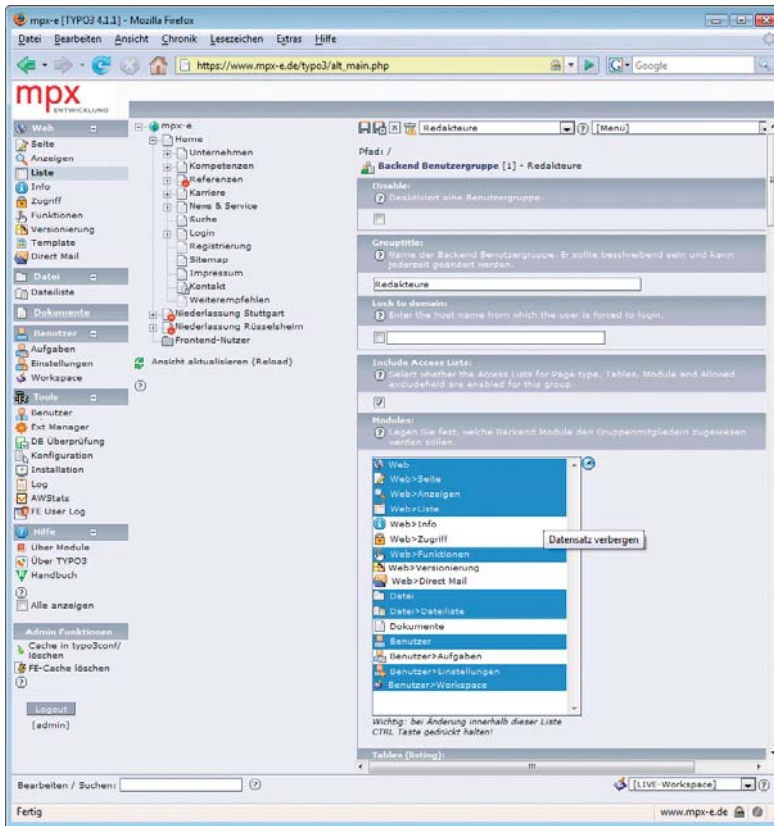 mpx-e [TYPO3 4.1.1] - Mozilla Firefox
Datei Bearbeiten Ansicht Chronik Lesezeichen Extras Hilfe
https://www.mpx-e.de/typo3/alt_main.php
Google
mpx
ENTWICKLUNG
Web
Seite
Anzeigen
Liste
Info
Zugriff
Funktionen
Versionierung
Template
Direct Mail
Datei
Dateiliste
Dokumente
Benutzer
Aufgaben
Einstellungen
Workspace
Tools
Benutzer
Ext Manager
DB Überprüfung
Konfiguration
Installation
Log
AWStats
FE User Log
Hilfe
Über Module
Über TYPO3
Handbuch
Alle anzeigen
Admin Funktionen
Cache in typo3conf/
löschen
FE-Cache löschen
Logout
[admin]
mpx-e
Home
Unternehmen
Kompetenzen
Referenzen
Karriere
News & Service
Suche
Login
Registrierung
Sitemap
Impressum
Kontakt
Weiterempfehlen
Niederlassung Stuttgart
Niederlassung Rüsselsheim
Frontend-Nutzer
Ansicht aktualisieren (Reload)
Redakteure
[Menü]
Pfad: /
Backend Benutzergruppe [1] - Redakteure
Disable:
Deaktiviert eine Benutzergruppe.
Grouptitle:
Name der Backend Benutzergruppe. Er sollte beschreibend sein und kann
jederzeit geändert werden.
Redakteure
Lock to domain:
Enter the host name from which the user is forced to login.
Include Access Lists:
Select whether the Access Lists for Page type, Tables, Module and Allowed
excludefield are enabled for this group.
Modules:
Legen Sie fest, welche Backend Module den Gruppenmitgliedern zugewiesen
werden sollen.
Web
Web>Seite
Web>Anzeigen
Web>Liste
Web>Info
Web>Zugriff
Datensatz verbergen
Web>Funktionen
Web>Versionierung
Web>Direct Mail
Datei
Datei>Dateiliste
Dokumente
Benutzer
Benutzer>Aufgaben
Benutzer>Einstellungen
Benutzer>Workspace
Wichtig: bei Änderung innerhalb dieser Liste
CTRL Taste gedrückt halten!
Tables (listing):
Bearbeiten / Suchen:
[LIVE-Workspace]
Fertig
www.mpx-e.de